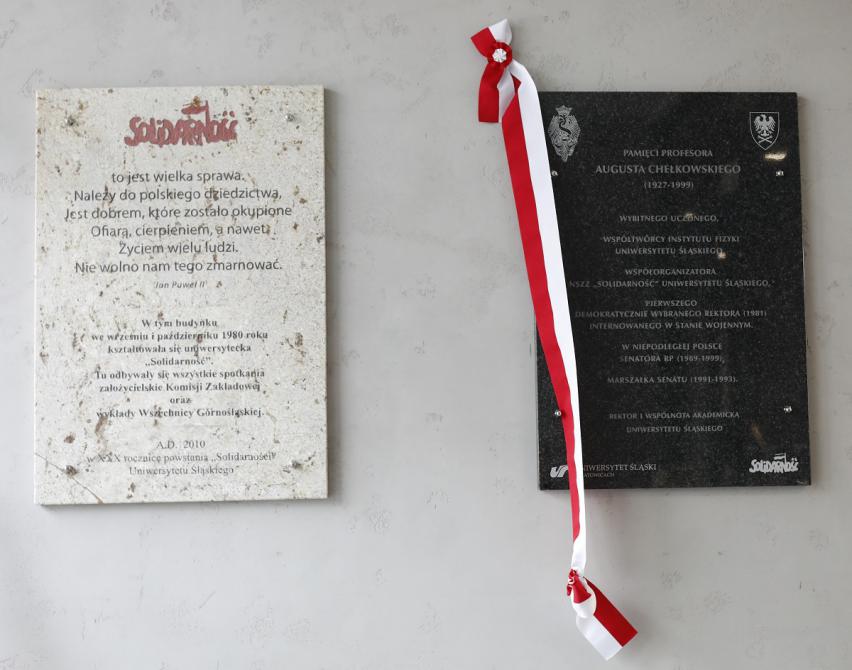 SOLIDARNOŚĆ
to jest wielka sprawa.
Należy do polskiego dziedzictwa,
Jest dobrem, które zostało okupione
Ofiarą, cierpieniem, a nawet
Życiem wielu ludzi.
Nie wolno nam tego zmarnować.
Jan Paweł II
W tym budynku
we wrześniu i październiku 1980 roku
kształtowała się uniwersytecka
„Solidarność”.
Tu odbywały się wszystkie spotkania
założycielskie Komisji Zakładowej
oraz
wykłady Wszechnicy Górnośląskiej.
A.D. 2010
w XXX rocznicę powstania „Solidarności”
Uniwersytetu Śląskiego
PAMIĘCI PROFESORA
AUGUSTA CHEŁKOWSKIEGO
(1927-1999)
WYBITNEGO UCZONEGO,
WSPÓŁTWÓRCY INSTYTUTU FIZYKI
UNIWERSYTETU ŚLĄSKIEGO,
WSPÓŁORGANIZATORA
NSZZ „SOLIDARNOŚĆ” UNIWERSYTETU ŚLĄSKIEGO,
PIERWSZEGO
DEMOKRATYCZNIE WYBRANEGO REKTORA (1981)
INTERNOWANEGO W STANIE WOJENNYM.
W NIEPODLEGŁEJ POLSCE
SENATORA RP (1989-1999),
MARSZAŁKA SENATU (1991-1993).
REKTOR I WSPÓLNOTA AKADEMICKA
UNIWERSYTETU ŚLĄSKIEGO
UNIWERSYTET ŚLĄSKI
KATOWICACH
SOLIDARNOŚĆ